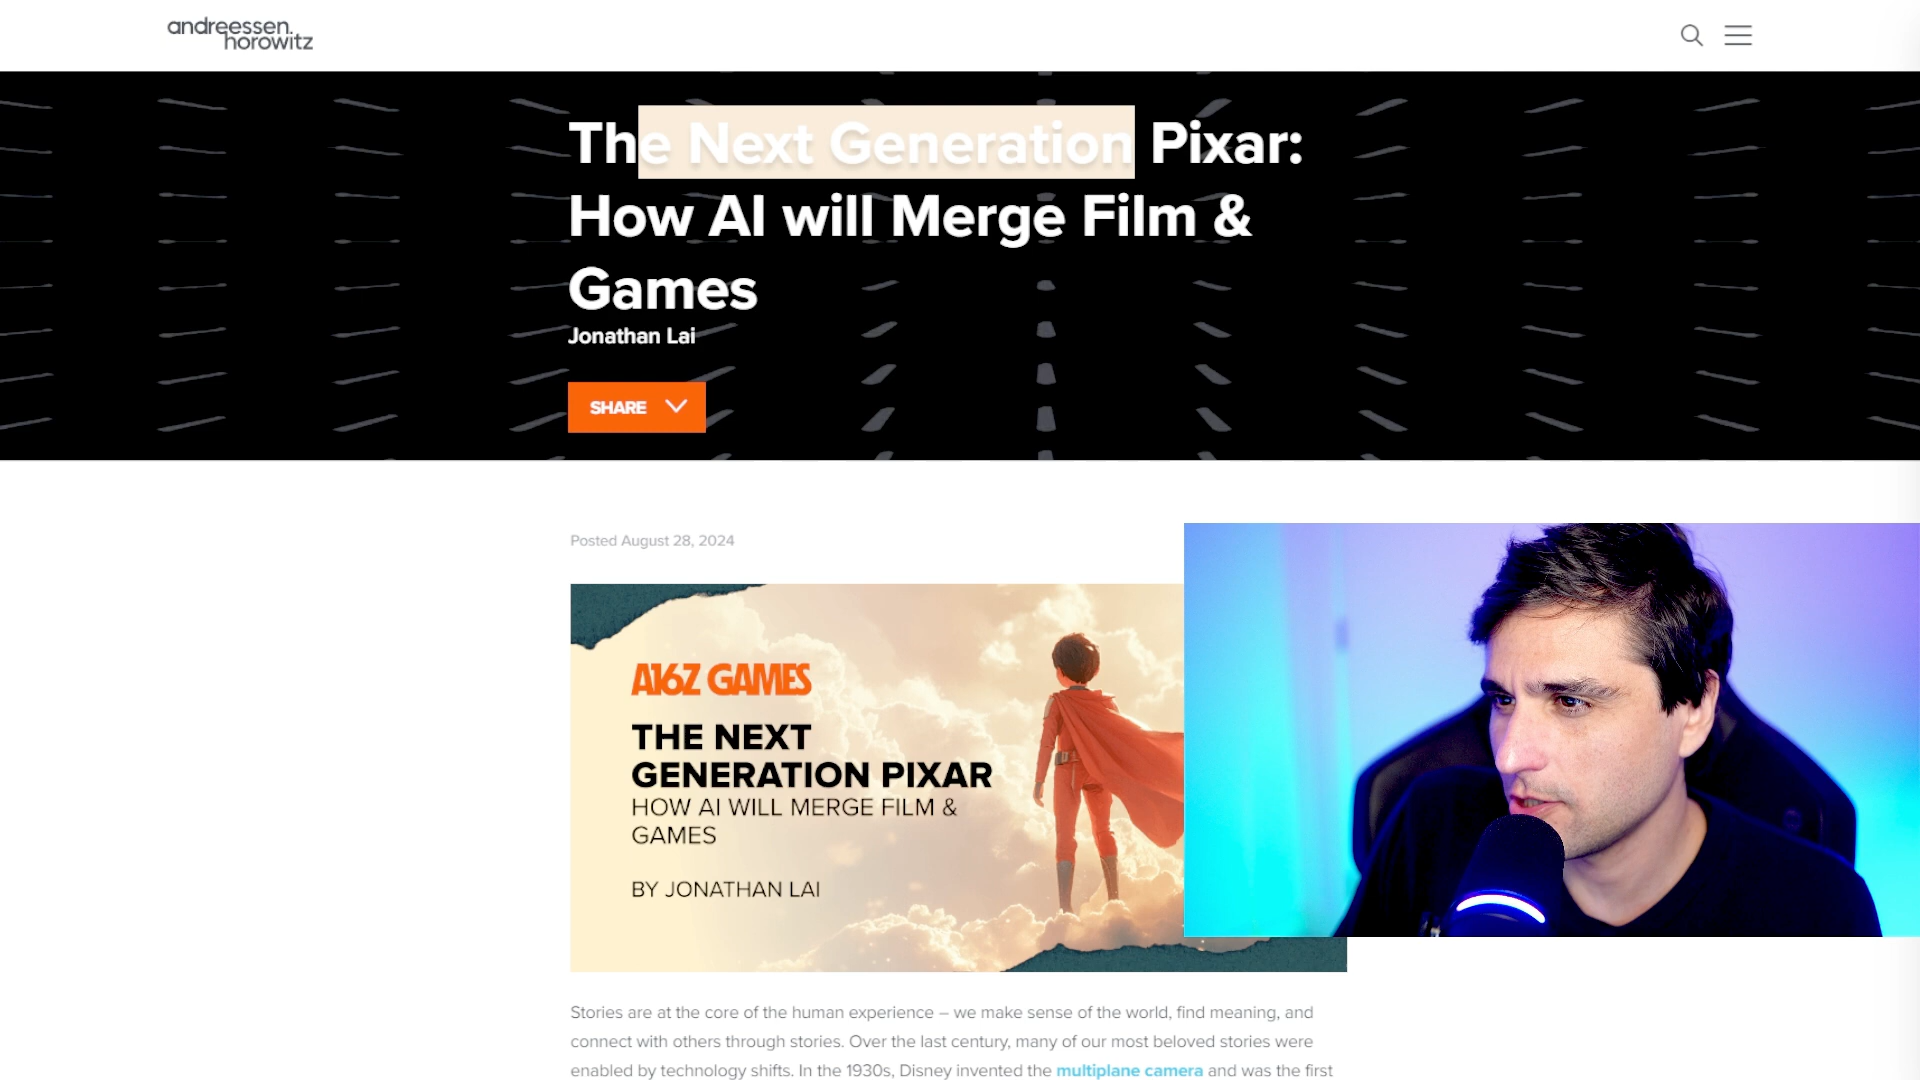 andreessen.
horowitz
The Next Generation Pixar:
How AI will Merge Film &
Games
Jonathan Lai
SHARE
Posted August 28, 2024
A16Z GAMES
THE NEXT
GENERATION PIXAR
HOW AI WILL MERGE FILM &
GAMES
BY JONATHAN LAI
Stories are at the core of the human experience – we make sense of the world, find meaning, and
connect with others through stories. Over the last century, many of our most beloved stories were
enabled by technology shifts. In the 1930s, Disney invented the multiplane camera and was the first